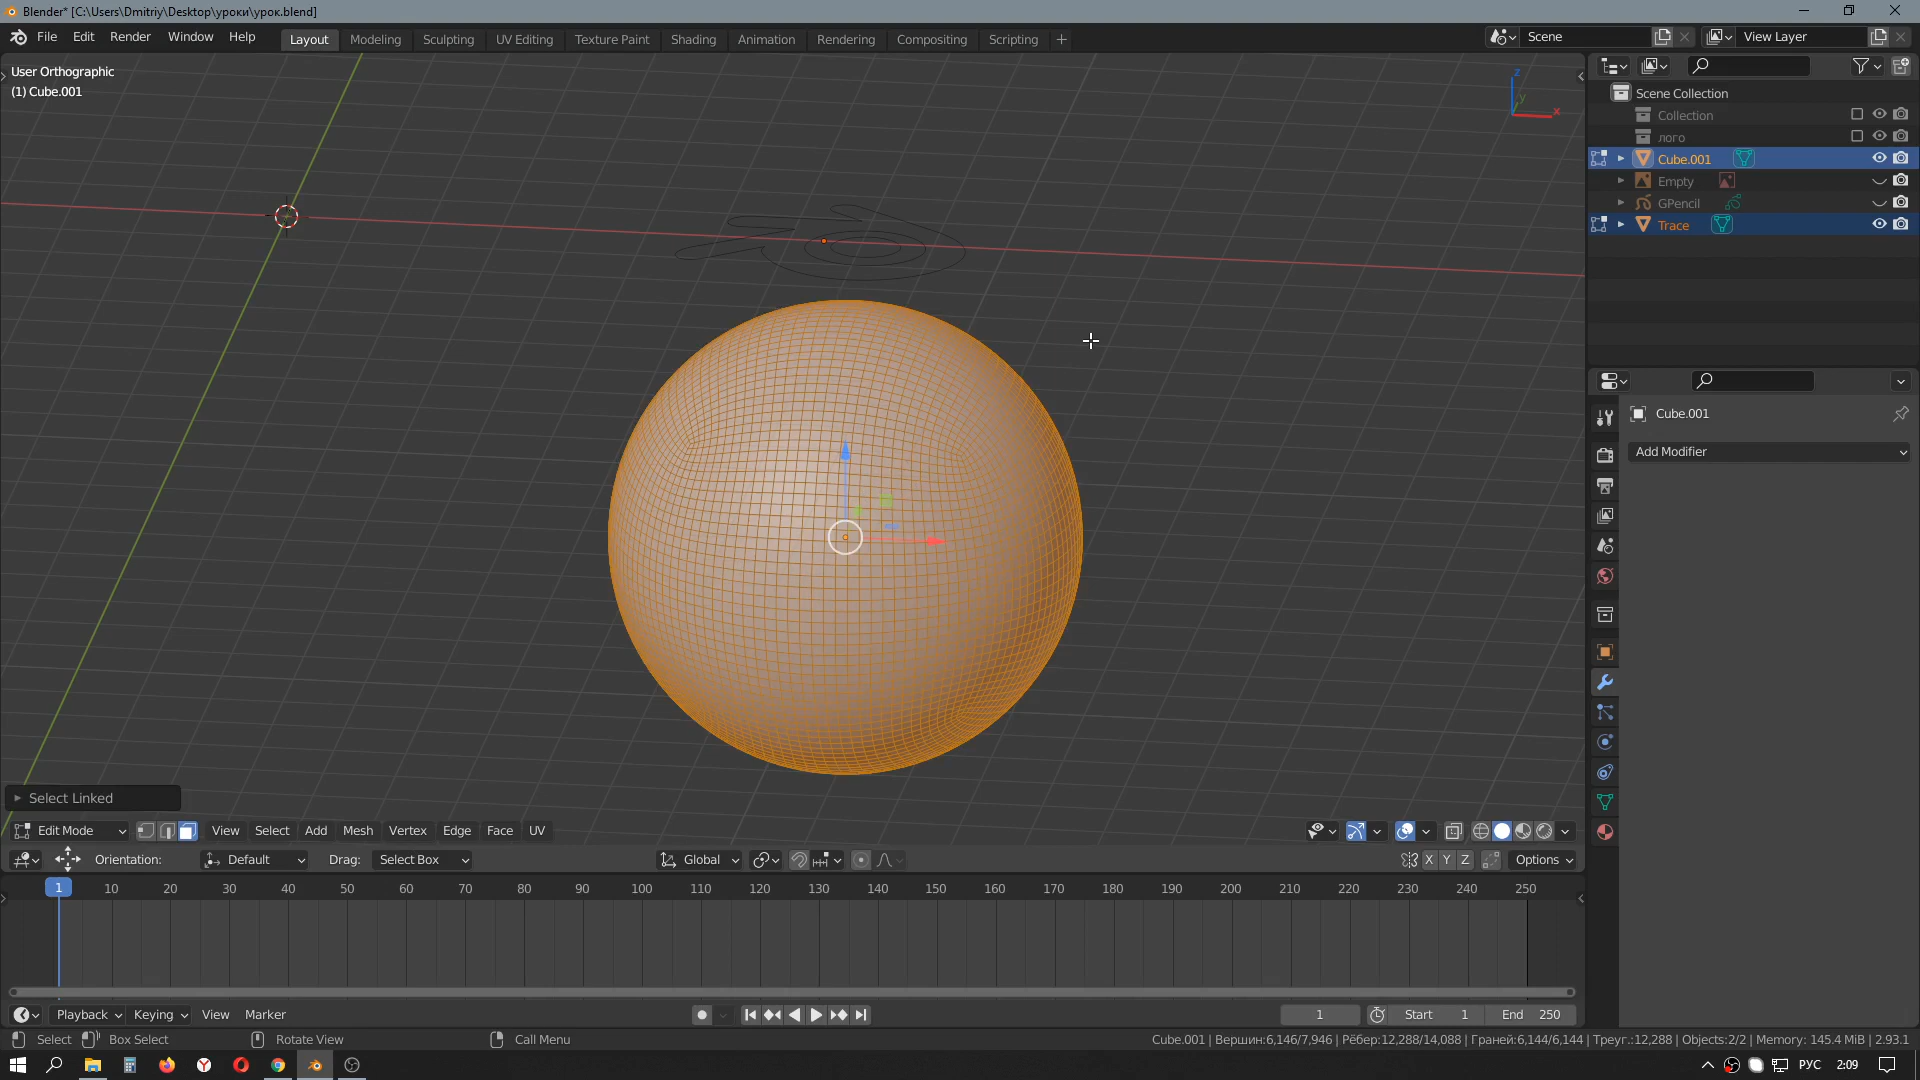 Blender* [C:\Users\Dmitriy\Desktop\уроки\урок.blend]
File Edit Render Window Help Layout Modeling Sculpting UV Editing Texture Paint Shading Animation Rendering Compositing Scripting + Scene View Layer
User Orthographic
(1) Cube.001
Z
Y
X
Scene Collection
Collection
лого
Cube.001
Empty
GPencil
Trace
Cube.001
Add Modifier
Select Linked
Edit Mode View Select Add Mesh Vertex Edge Face UV
Orientation: Default Drag: Select Box Global X Y Z Options
1 10 20 30 40 50 60 70 80 90 100 110 120 130 140 150 160 170 180 190 200 210 220 230 240 250
Playback Keying View Marker 1 Start 1 End 250
Select Box Select Rotate View Call Menu Cube.001 | Вершин:6,146/7,946 | Рёбер:12,288/14,088 | Граней:6,144/6,144 | Треуг.:12,288 | Objects:2/2 | Memory: 145.4 MiB | 2.93.1
РУС 2:09